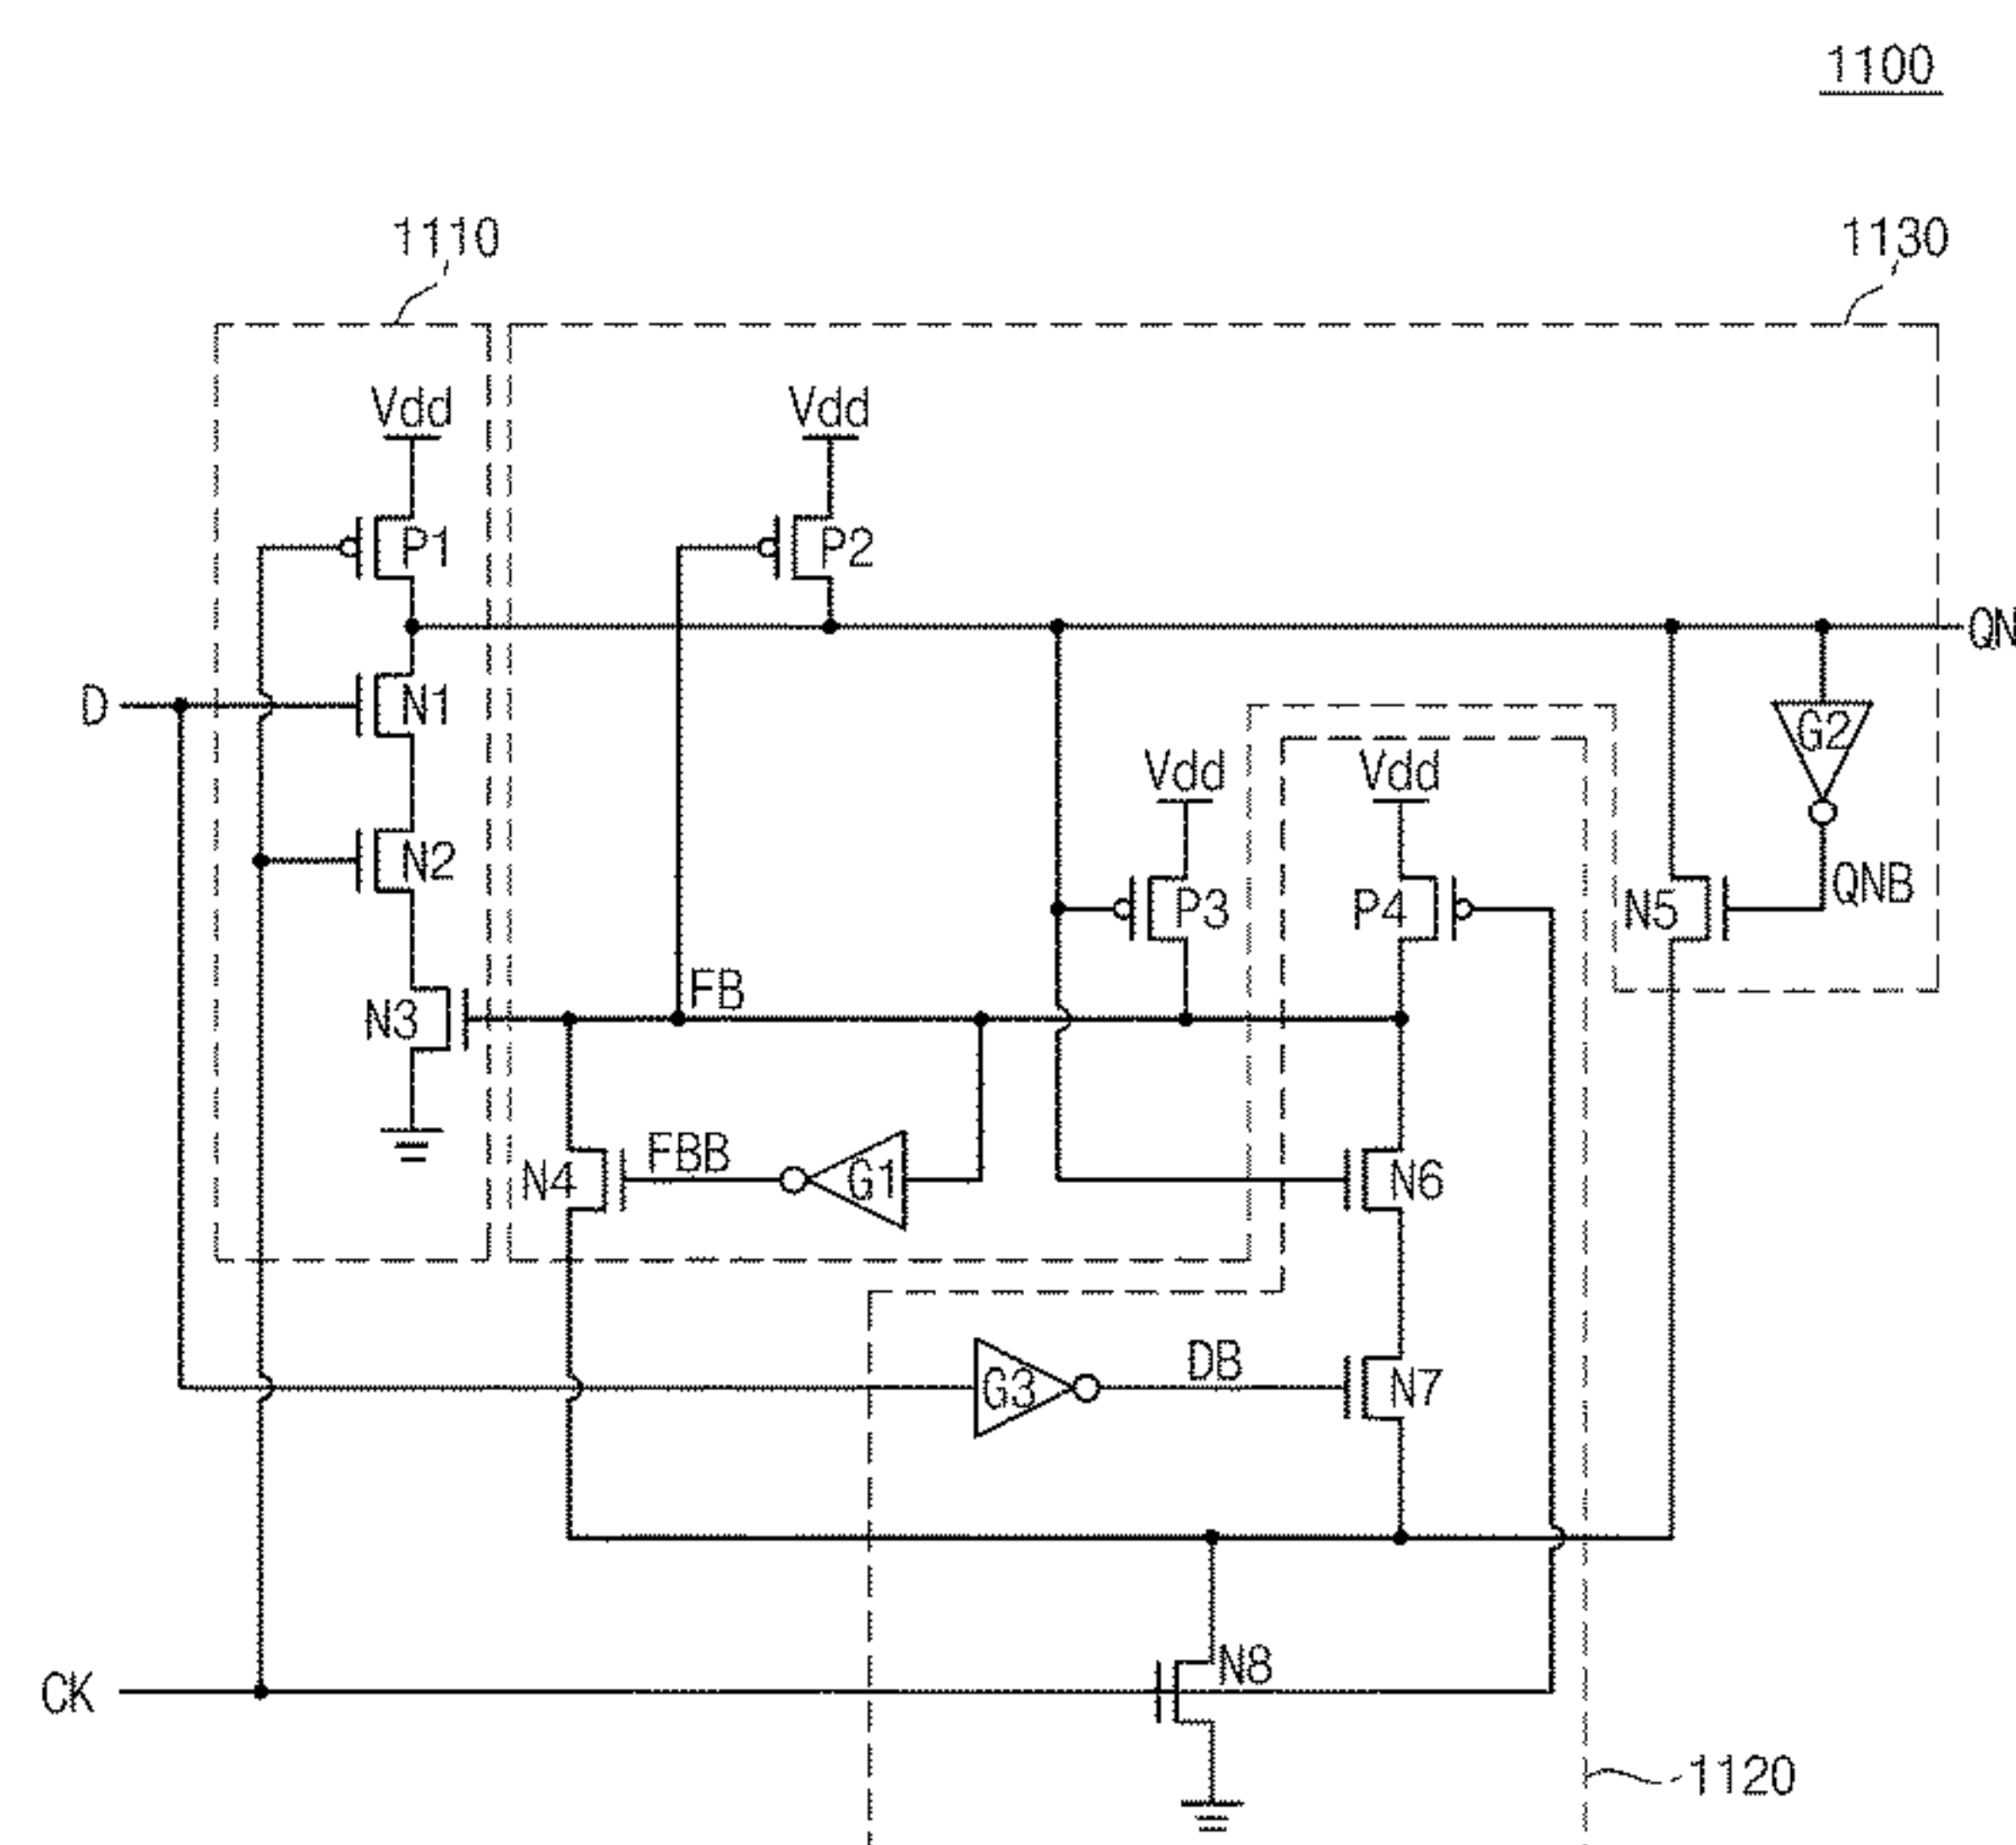 1100
1110
1130
Vdd
Vdd
P1
P2
QN
D
N1
G2
Vdd
Vdd
N2
QNB
P3
P4
N5
FB
N3
FBB
N4
G1
N6
DB
G3
N7
N8
CK
1120